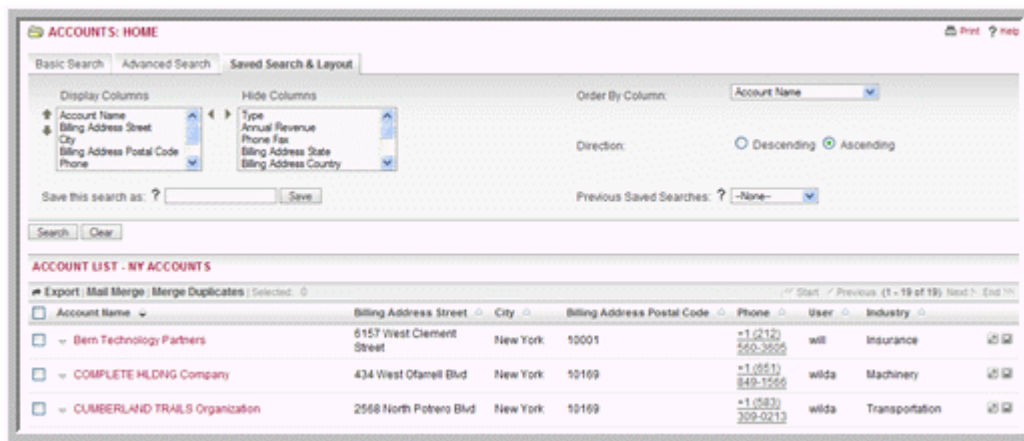 ACCOUNTS: HOME Print ? Help
Basic Search Advanced Search Saved Search & Layout
Display Columns Hide Columns Order By Column: Account Name
Account Name Type
Billing Address Street Annual Revenue
City Phone Fax
Billing Address Postal Code Billing Address State
Phone Billing Address Country
Direction: Descending Ascending
Save this search as: ? Save Previous Saved Searches: ? --None--
Search Clear
ACCOUNT LIST - NY ACCOUNTS
Export | Mail Merge | Merge Duplicates | Selected: 0 Start Previous (1 - 19 of 19) Next End
Account Name Billing Address Street City Billing Address Postal Code Phone User Industry
Bern Technology Partners 6157 West Clement Street New York 10001 +1 (212) 560-3605 will Insurance
COMPLETE HLDNG Company 434 West Ofarrell Blvd New York 10169 +1 (651) 849-1566 wilda Machinery
CUMBERLAND TRAILS Organization 2568 North Potrero Blvd New York 10169 +1 (583) 309-0213 wilda Transportation